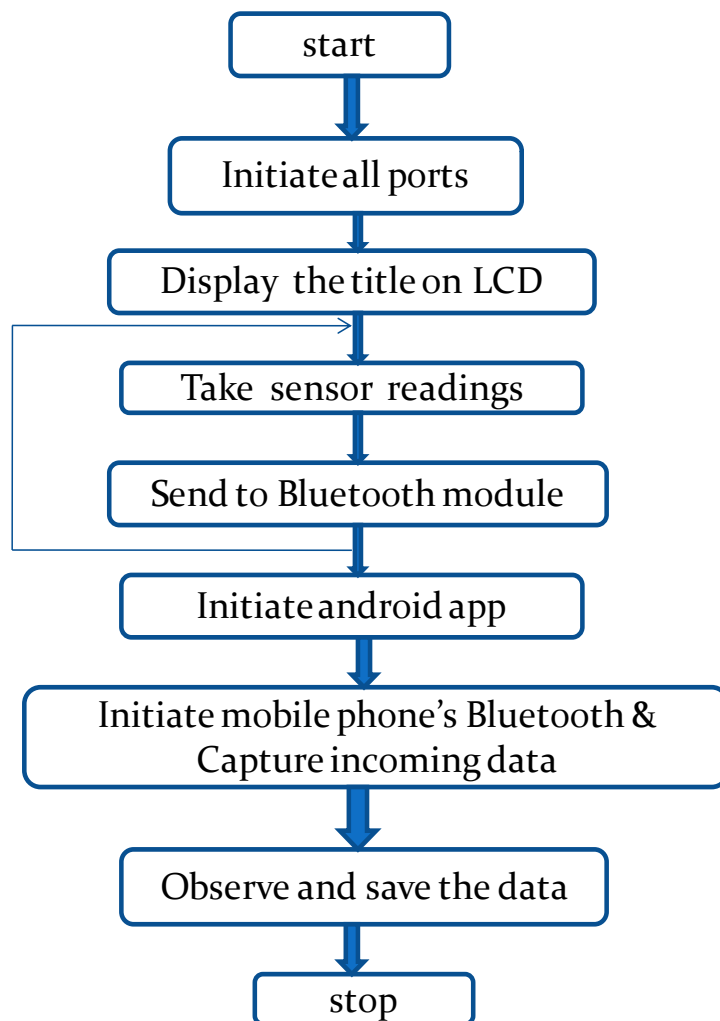 start
Initiate all ports
Display the title on LCD
Take sensor readings
Send to Bluetooth module
Initiate android app
Initiate mobile phone's Bluetooth &
Capture incoming data
Observe and save the data
stop